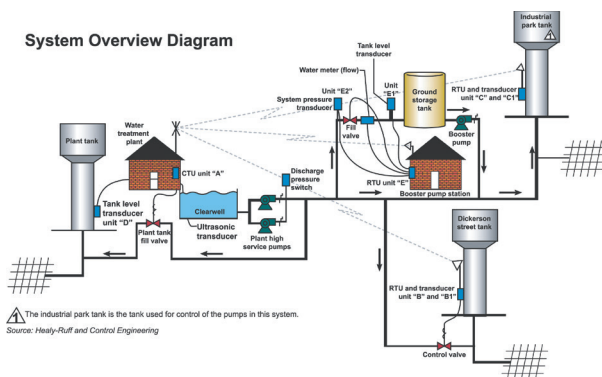 System Overview Diagram
Industrial
park tank
1
Tank level
transducer
Water meter (flow)
Unit "E2"
System pressure
transducer
Unit
"E1"
Ground
storage
tank
RTU and transducer
unit "C" and "C1"
Fill
valve
Booster
pump
RTU unit "E"
Booster pump station
Water
treatment
plant
Plant tank
CTU unit "A"
Discharge
pressure
switch
Tank level
transducer
unit "D"
Clearwell
Ultrasonic
transducer
Plant tank
fill valve
Plant high
service pumps
Dickerson
street tank
RTU and transducer
unit "B" and "B1"
Control valve
1 The industrial park tank is the tank used for control of the pumps in this system.
Source: Healy-Ruff and Control Engineering